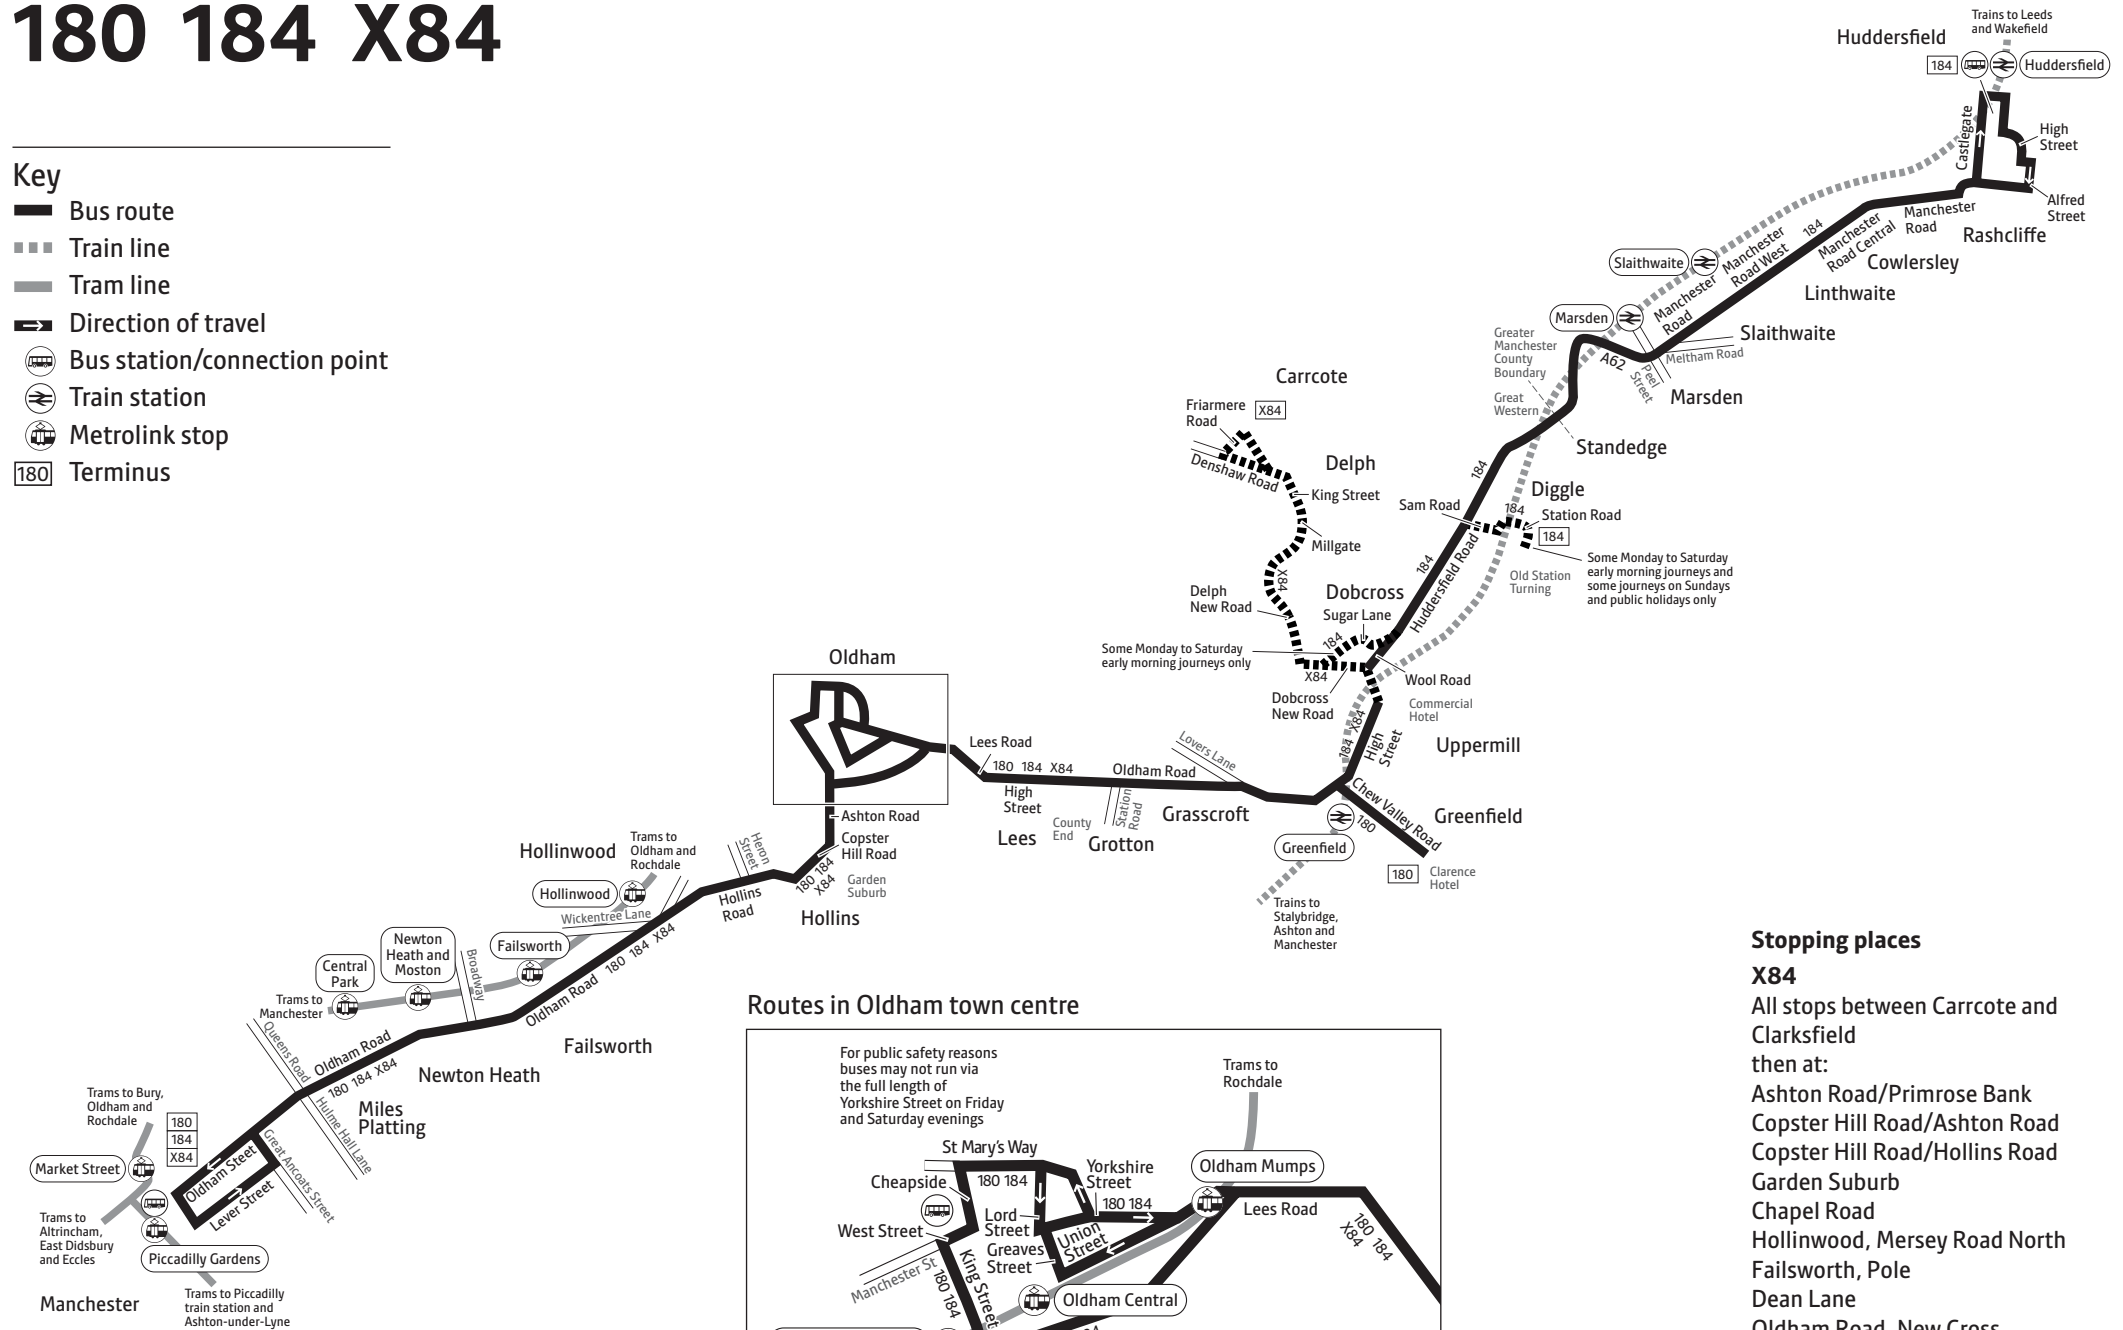 180 184 X84
Key
Bus route
Train line
Tram line
Direction of travel
Bus station/connection point
Train station
Metrolink stop
180 Terminus
Trains to Leeds
and Wakefield
Huddersfield
184
Huddersfield
Castlegate
High
Street
Alfred
Street
Manchester
Road
Rashcliffe
Manchester
Road Central
Cowlersley
184
Manchester
Road West
Linthwaite
Slaithwaite
Manchester
Road
Slaithwaite
Marsden
Meltham Road
A62
Peel
Street
Marsden
Greater
Manchester
County
Boundary
Great
Western
Standedge
Carrcote
Friarmere
Road
X84
Denshaw Road
Delph
King Street
Millgate
X84
Delph
New Road
184
Sam Road
Diggle
184
Station Road
184
Some Monday to Saturday
early morning journeys and
some journeys on Sundays
and public holidays only
Old Station
Turning
184
Huddersfield Road
Dobcross
Sugar Lane
184
Some Monday to Saturday
early morning journeys only
X84
Dobcross
New Road
Wool Road
Commercial
Hotel
184 X84
High
Street
Uppermill
Oldham
Lees Road
180 184 X84
High
Street
Lees
County
End
Oldham Road
Station
Road
Grotton
Lovers Lane
Grasscroft
Chew Valley Road
180
Greenfield
Greenfield
180
Clarence
Hotel
Trains to
Stalybridge,
Ashton and
Manchester
Ashton Road
Copster
Hill Road
180 184
X84
Garden
Suburb
Hollins
Heron
Street
Hollins
Road
Hollinwood
Trams to
Oldham and
Rochdale
Hollinwood
Wickentree Lane
Failsworth
180 184 X84
Oldham Road
Failsworth
Newton
Heath and
Moston
Broadway
Central
Park
Trams to
Manchester
Newton Heath
Queens Road
Oldham Road
180 184 X84
Miles
Platting
Hulme Hall Lane
Great Ancoats Street
Trams to Bury,
Oldham and
Rochdale
180
184
X84
Market Street
Oldham Steet
Lever Street
Trams to
Altrincham,
East Didsbury
and Eccles
Piccadilly Gardens
Manchester
Trams to Piccadilly
train station and
Ashton-under-Lyne
Routes in Oldham town centre
For public safety reasons
buses may not run via
the full length of
Yorkshire Street on Friday
and Saturday evenings
Trams to
Rochdale
St Mary's Way
Cheapside
180 184
Yorkshire
Street
180 184
Oldham Mumps
Lees Road
180 184
X84
West Street
Lord
Street
Union
Street
Greaves
Street
Manchester St
King Street
180 184
Oldham Central
Stopping places
X84
All stops between Carrcote and
Clarksfield
then at:
Ashton Road/Primrose Bank
Copster Hill Road/Ashton Road
Copster Hill Road/Hollins Road
Garden Suburb
Chapel Road
Hollinwood, Mersey Road North
Failsworth, Pole
Dean Lane
Oldham Road, New Cross